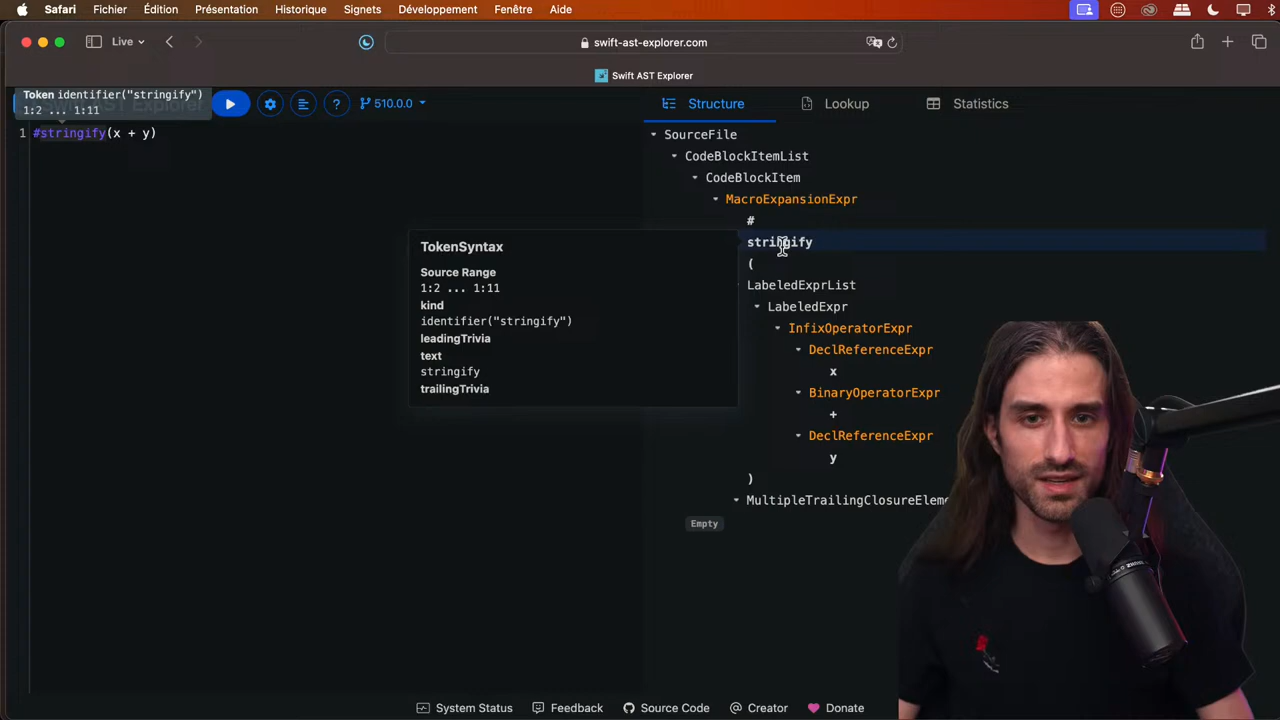 Safari Fichier Édition Présentation Historique Signets Développement Fenêtre Aide
Live
swift-ast-explorer.com
Swift AST Explorer
Token identifier("stringify")
1:2 ... 1:11
510.0.0
Structure
Lookup
Statistics
1 #stringify(x + y)
SourceFile
CodeBlockItemList
CodeBlockItem
MacroExpansionExpr
#
stringify
(
LabeledExprList
LabeledExpr
InfixOperatorExpr
DeclReferenceExpr
x
BinaryOperatorExpr
+
DeclReferenceExpr
y
)
MultipleTrailingClosureEleme
Empty
TokenSyntax
Source Range
1:2 ... 1:11
kind
identifier("stringify")
leadingTrivia
text
stringify
trailingTrivia
System Status
Feedback
Source Code
Creator
Donate